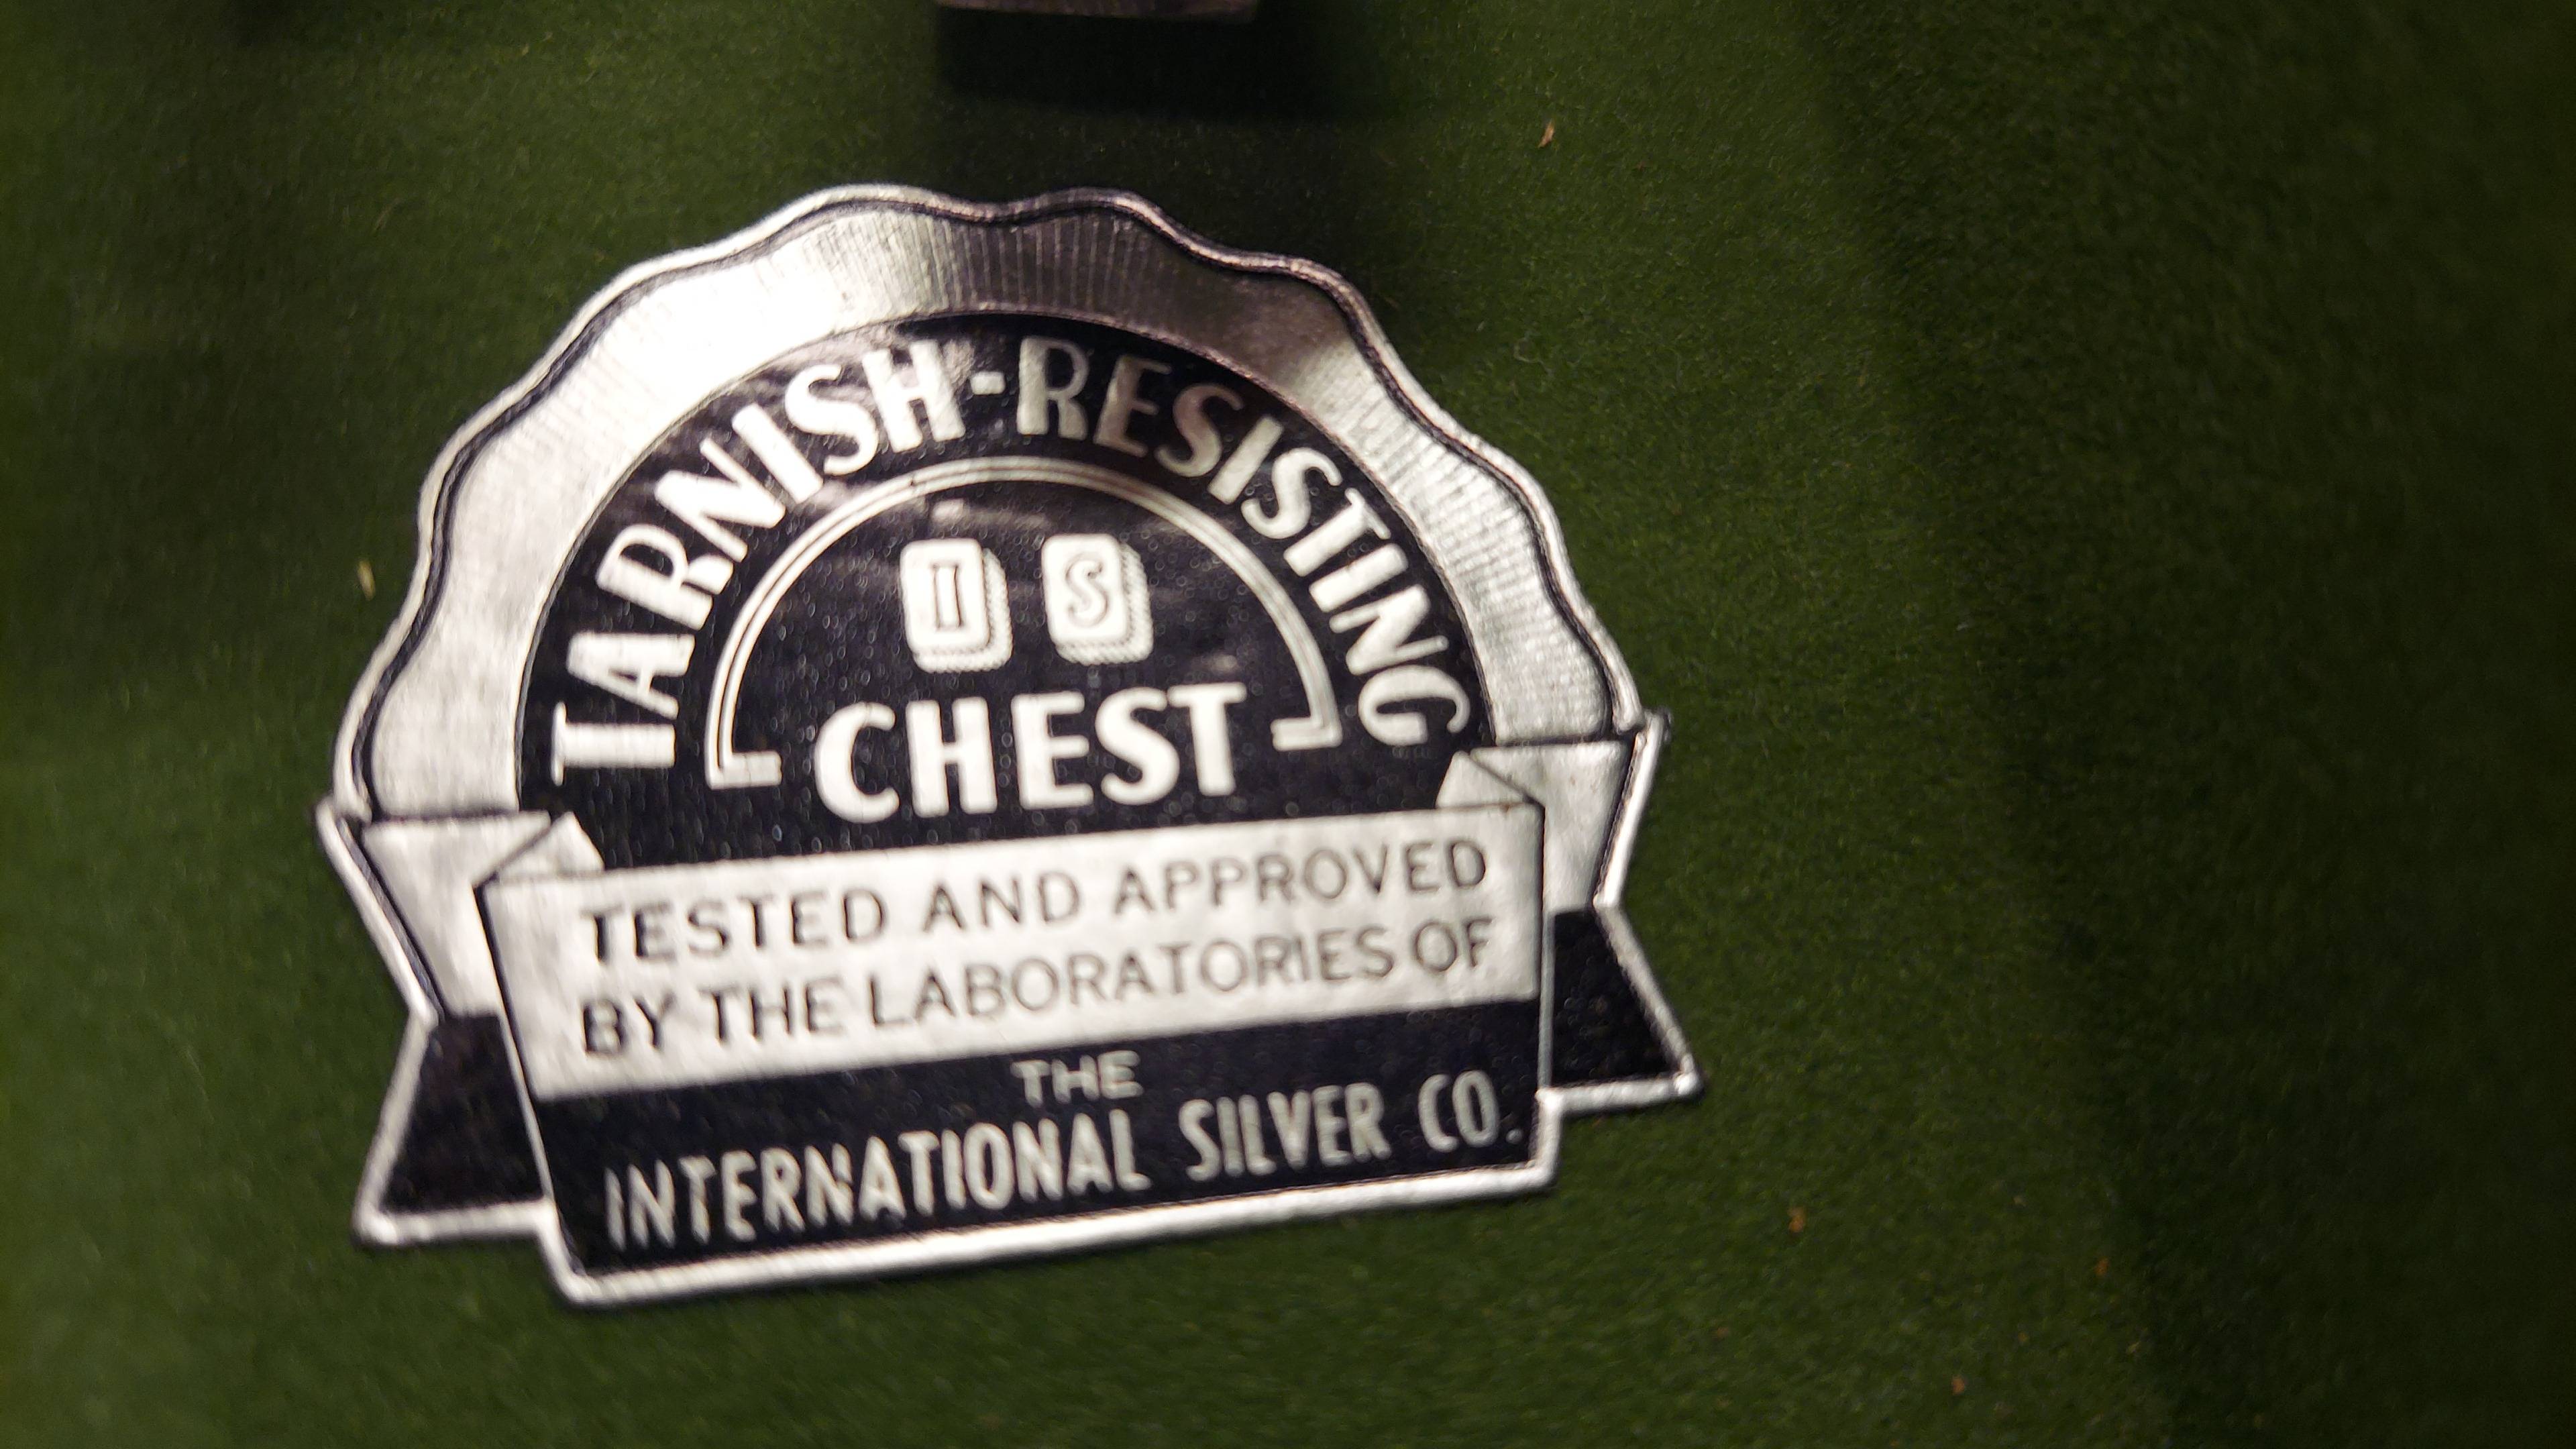 TARNISH-RESISTING
I S
CHEST
TESTED AND APPROVED
BY THE LABORATORIES OF
THE
INTERNATIONAL SILVER CO.